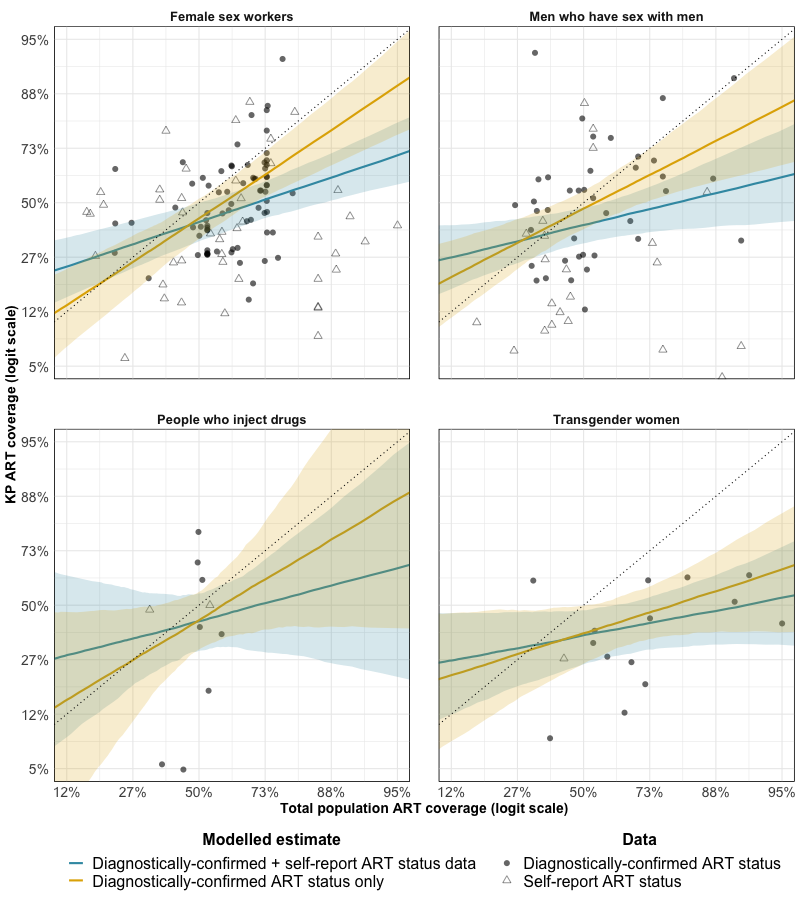 Female sex workers
Men who have sex with men
95%
88%
73%
50%
27%
12%
5%
People who inject drugs
Transgender women
95%
88%
73%
50%
27%
12%
5%
12% 27% 50% 73% 88% 95%
12% 27% 50% 73% 88% 95%
KP ART coverage (logit scale)
Total population ART coverage (logit scale)
Modelled estimate
Diagnostically-confirmed + self-report ART status data
Diagnostically-confirmed ART status only
Data
Diagnostically-confirmed ART status
Self-report ART status